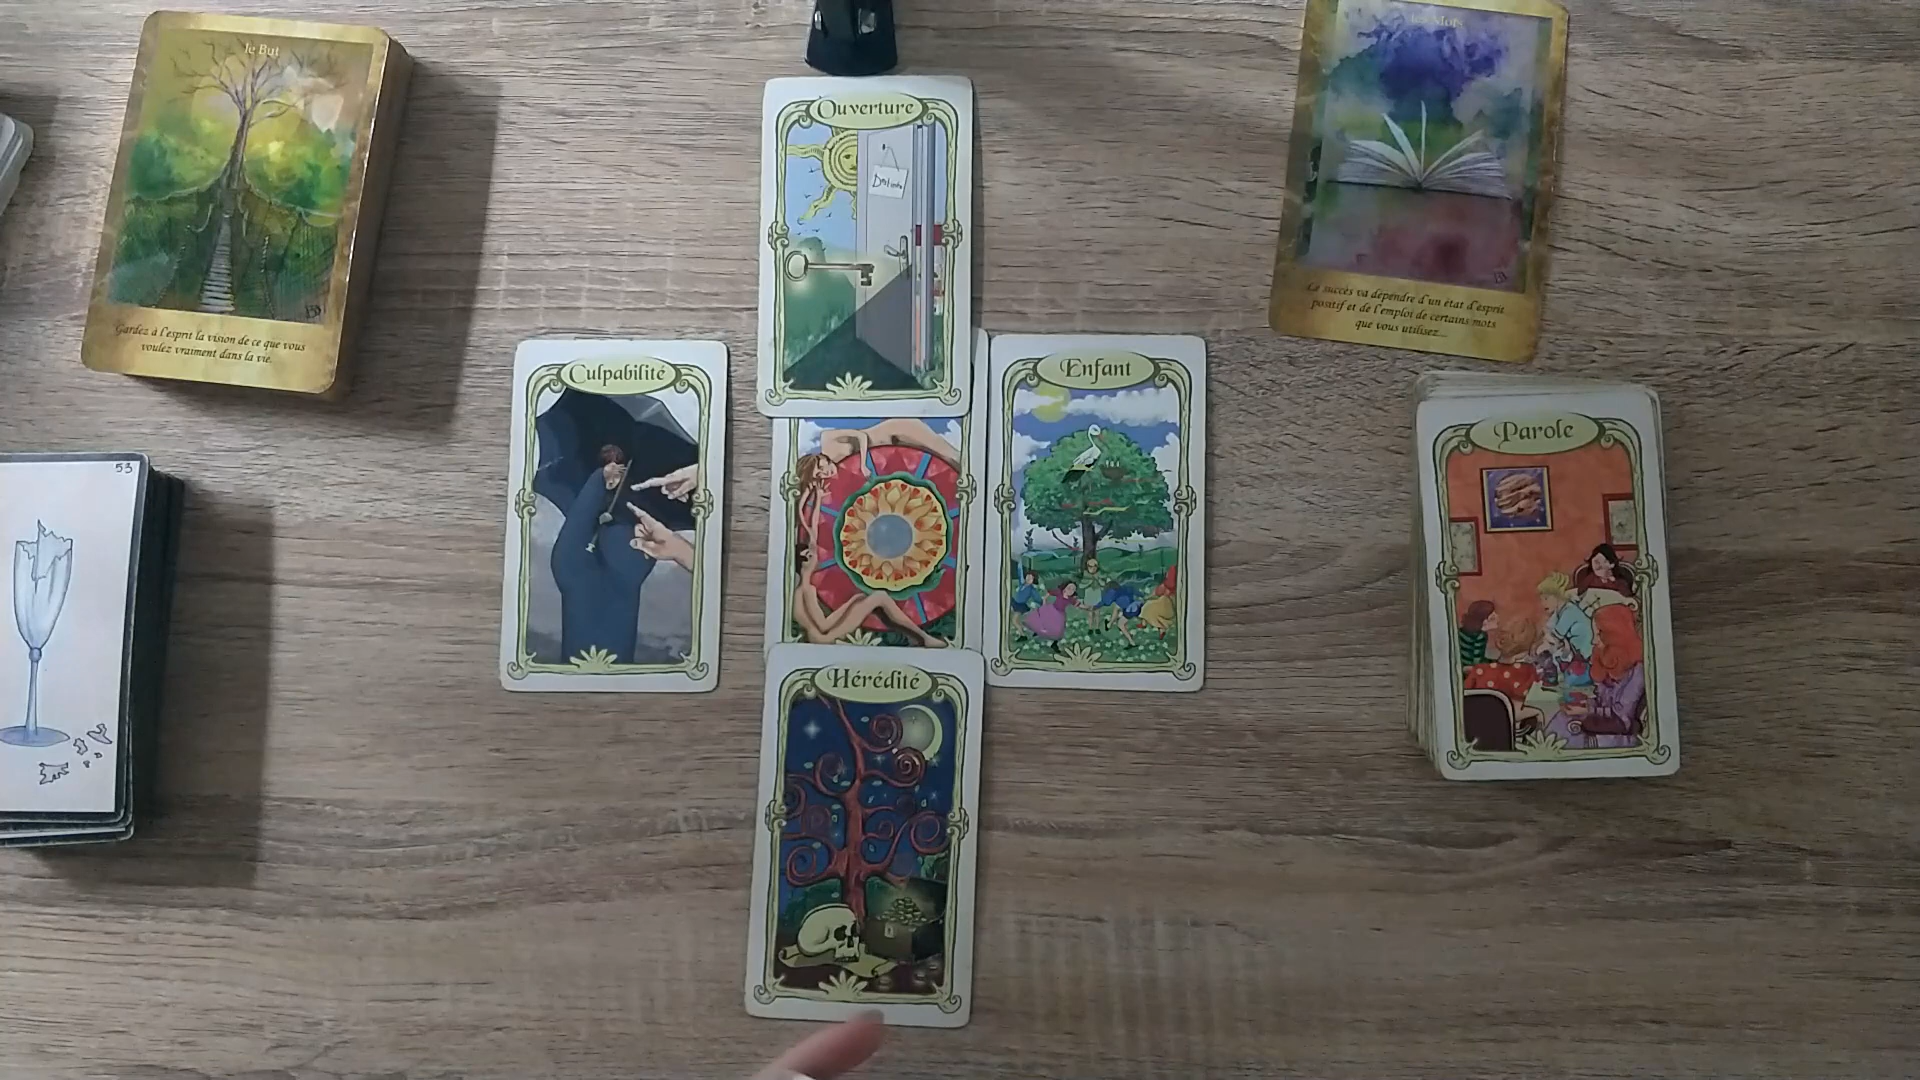 le But
Gardez à l'esprit la vision de ce que vous
voulez vraiment dans la vie.
53
Ouverture
Culpabilité
Enfant
Hérédité
les Mots
Le succès va dépendre d'un état d'esprit
positif et de l'emploi de certains mots
que vous utilisez...
Parole